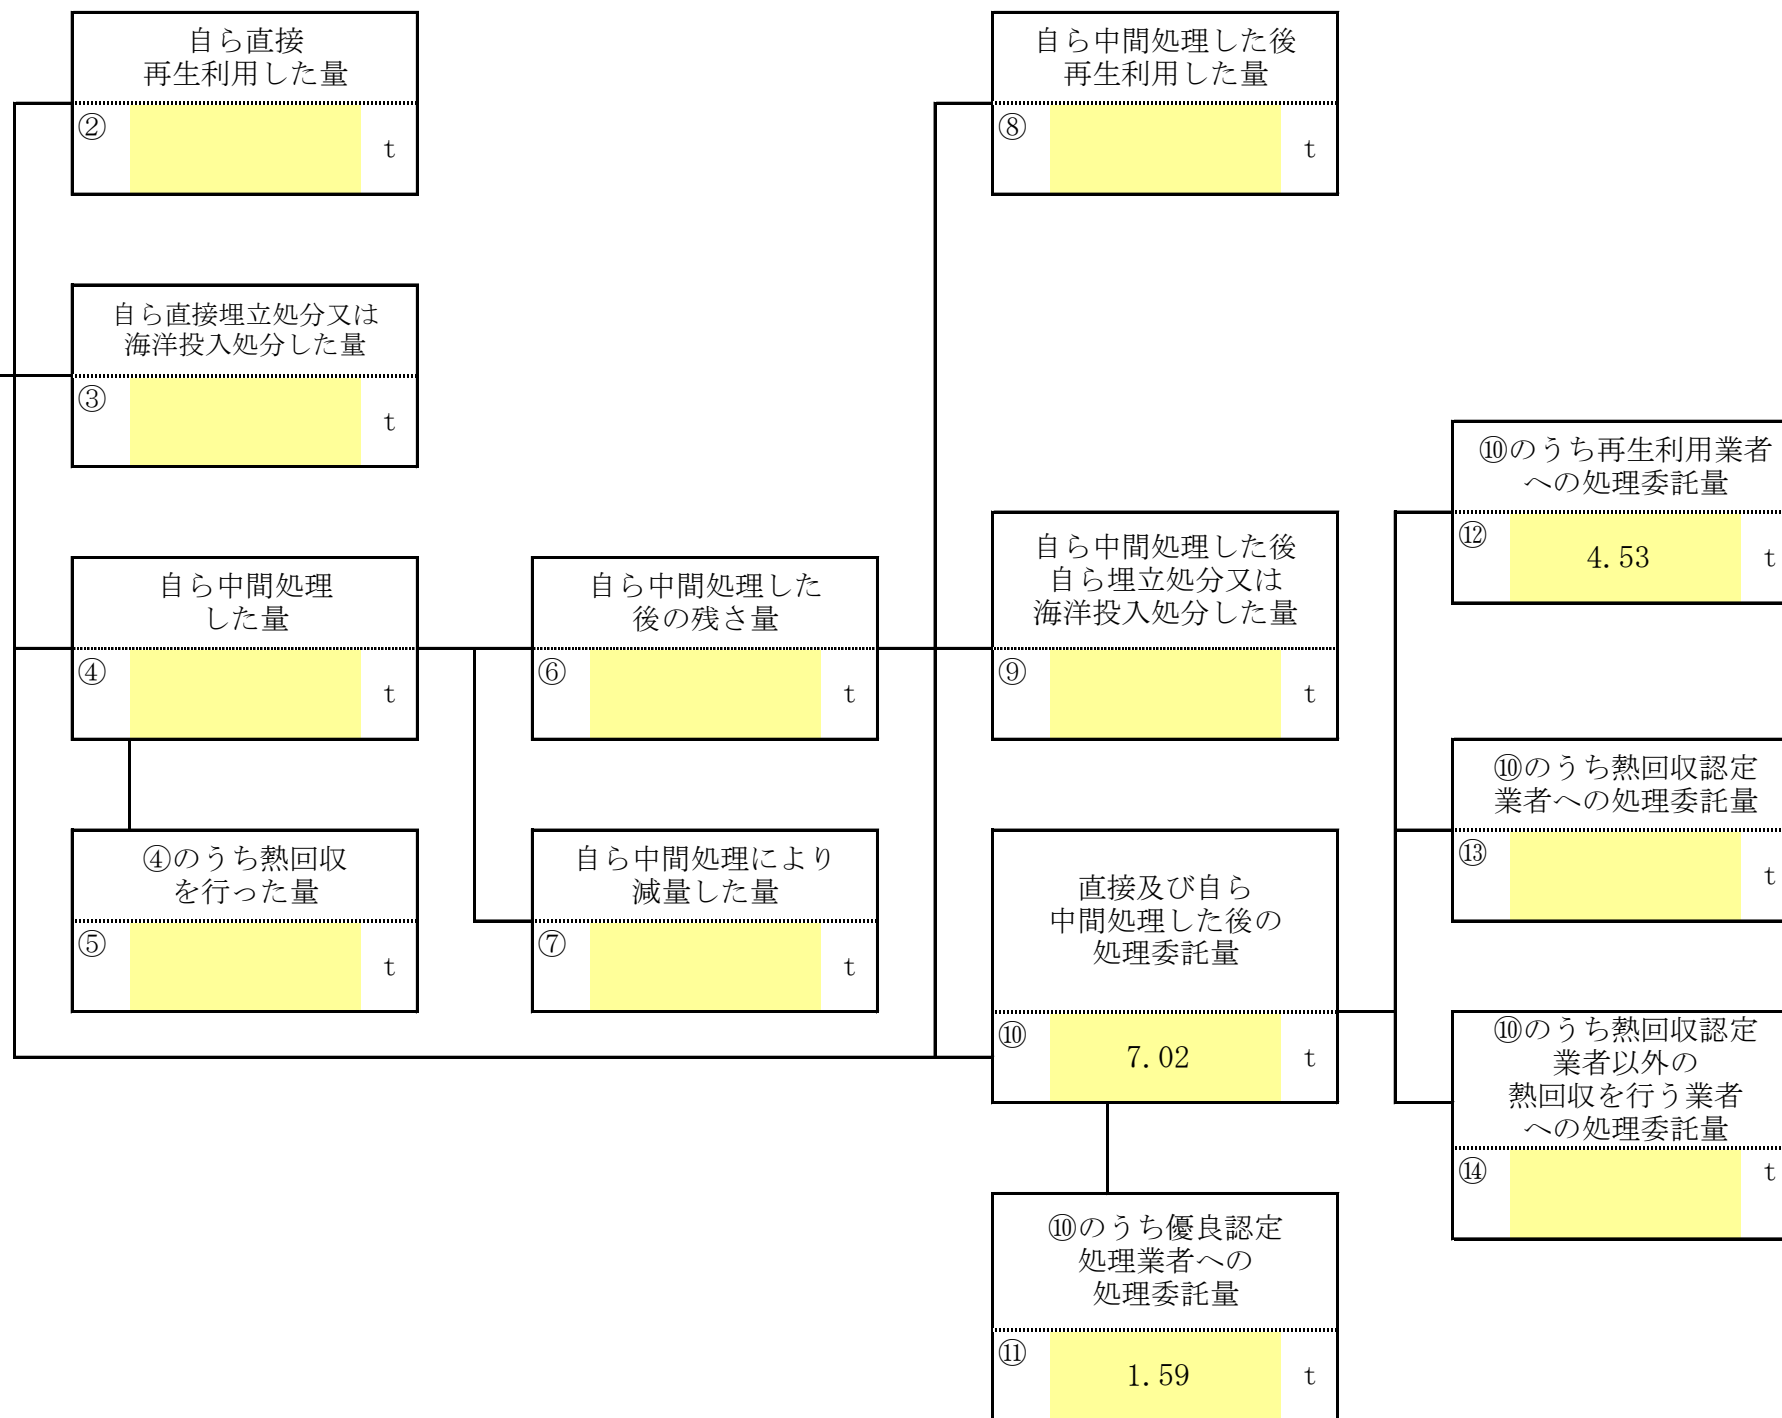 自ら直接
再生利用した量
②
t
自ら中間処理した後
再生利用した量
⑧
t
自ら直接埋立処分又は
海洋投入処分した量
③
t
⑩のうち再生利用業者
への処理委託量
⑫
4.53
t
自ら中間処理
した量
④
t
自ら中間処理した
後の残さ量
⑥
t
自ら中間処理した後
自ら埋立処分又は
海洋投入処分した量
⑨
t
⑩のうち熱回収認定
業者への処理委託量
⑬
t
④のうち熱回収
を行った量
⑤
t
自ら中間処理により
減量した量
⑦
t
直接及び自ら
中間処理した後の
処理委託量
⑩
7.02
t
⑩のうち熱回収認定
業者以外の
熱回収を行う業者
への処理委託量
⑭
t
⑩のうち優良認定
処理業者への
処理委託量
⑪
1.59
t